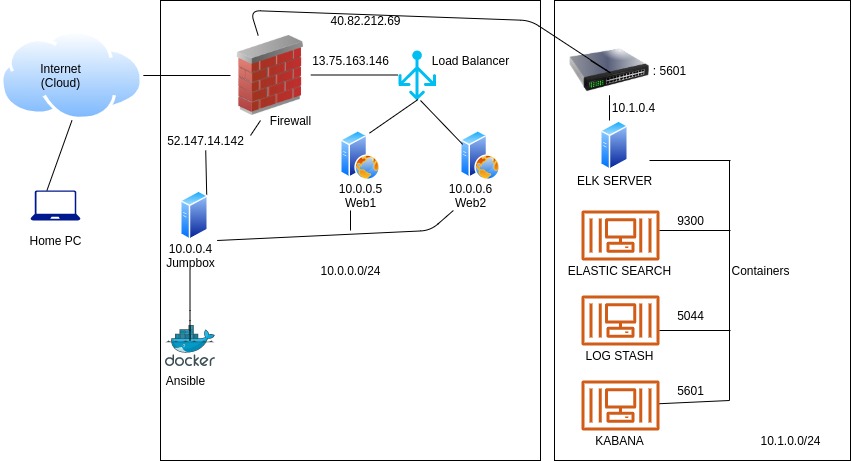 40.82.212.69
Internet
(Cloud)
13.75.163.146
Load Balancer
: 5601
10.1.0.4
Firewall
52.147.14.142
ELK SERVER
10.0.0.5
Web1
10.0.0.6
Web2
Home PC
9300
10.0.0.4
Jumpbox
10.0.0.0/24
ELASTIC SEARCH
Containers
5044
LOG STASH
docker
Ansible
5601
KABANA
10.1.0.0/24